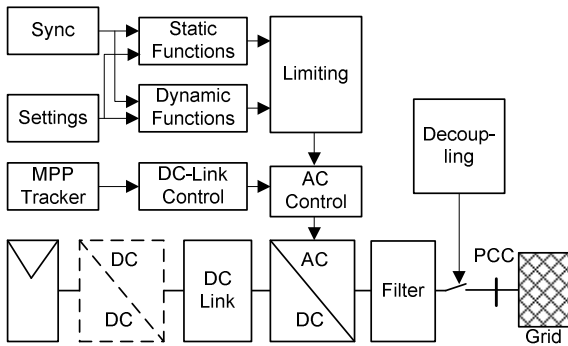 Sync
Static
Functions
Limiting
Settings
Dynamic
Functions
Decoup-
ling
MPP
Tracker
DC-Link
Control
AC
Control
DC
DC
DC
Link
AC
DC
Filter
PCC
Grid